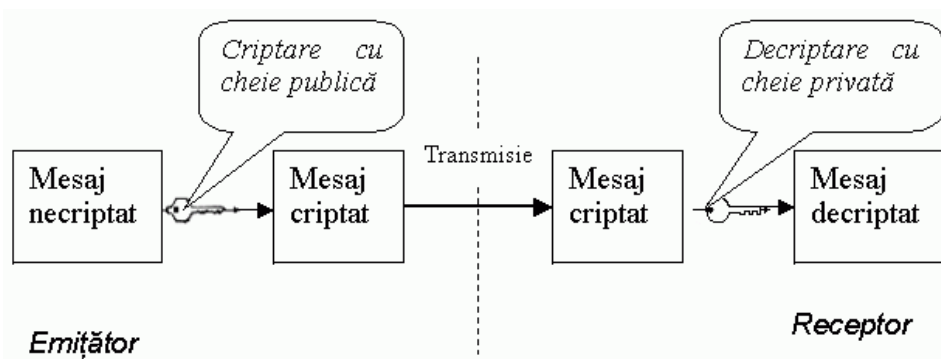 Criptare cu
cheie publică
Decriptare cu
cheie privată
Mesaj
necriptat
Mesaj
criptat
Transmisie
Mesaj
criptat
Mesaj
decriptat
Emițător
Receptor